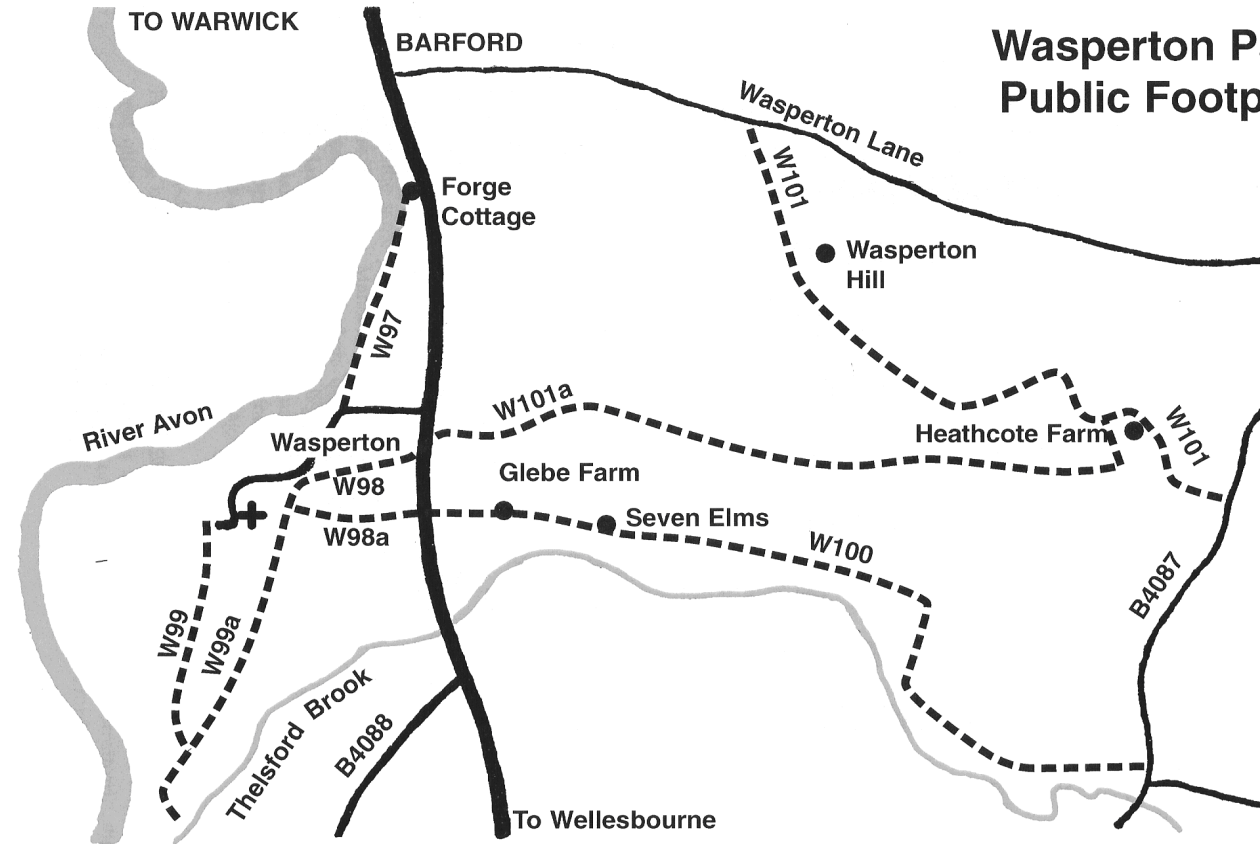 TO WARWICK
BARFORD
Wasperton
Public
Wasperton Lane
W101
Forge
Cottage
Wasperton
Hill
W97
W101a
River Avon
Wasperton
Heathcote Farm
W101
Glebe Farm
W98
Seven Elms
W98a
W100
B4087
W99
W99a
Thelsford Brook
B4088
To Wellesbourne